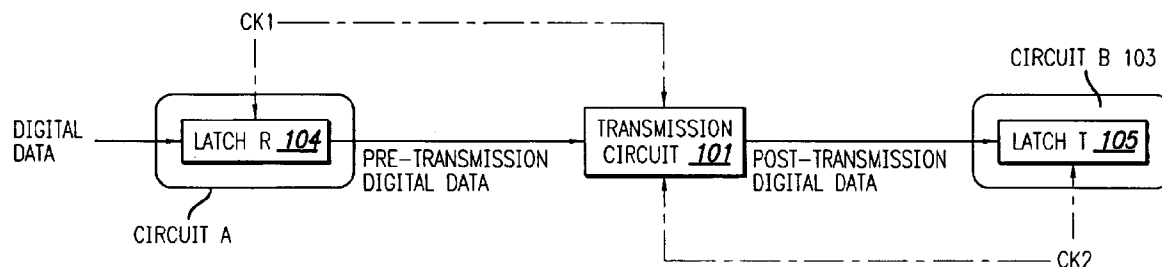 CK1
CIRCUIT B 103
DIGITAL
DATA
LATCH R 104
PRE-TRANSMISSION
DIGITAL DATA
TRANSMISSION
CIRCUIT 101
POST-TRANSMISSION
DIGITAL DATA
LATCH T 105
CIRCUIT A
CK2